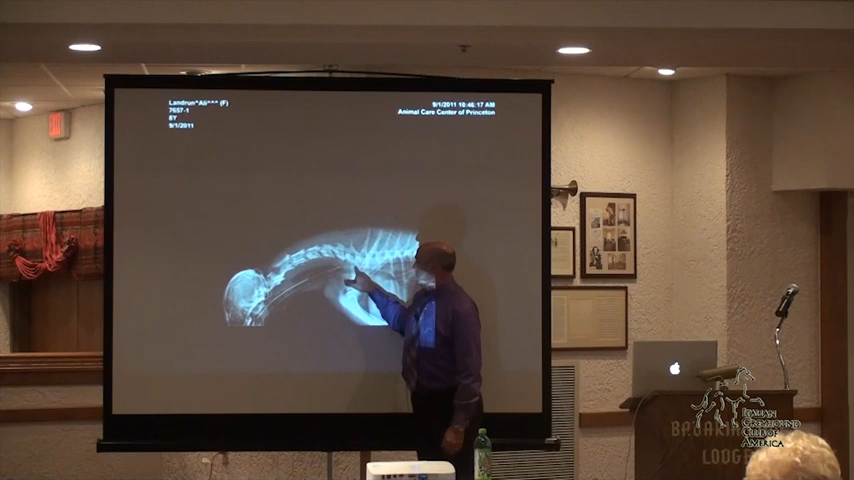 Landrun^Ali^^^ (F)
7657-1
8Y
9/1/2011
9/1/2011 10:46:17 AM
Animal Care Center of Princeton
ITALIAN
GREYHOUND
CLUB OF
AMERICA
LODGE